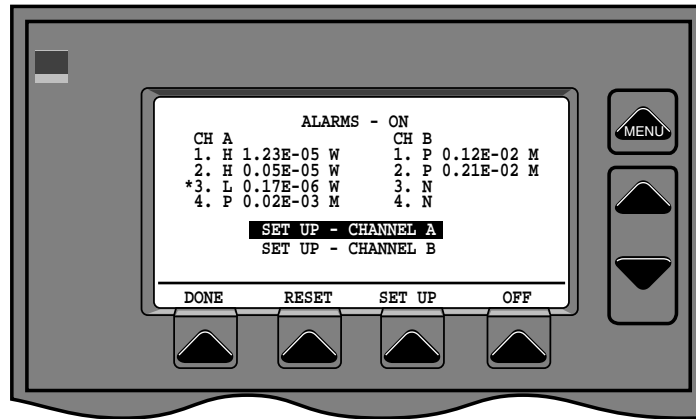 ALARMS - ON
CH A CH B
1. H 1.23E-05 W 1. P 0.12E-02 M
2. H 0.05E-05 W 2. P 0.21E-02 M
*3. L 0.17E-06 W 3. N
4. P 0.02E-03 M 4. N
SET UP - CHANNEL A
SET UP - CHANNEL B
DONE RESET SET UP OFF
MENU